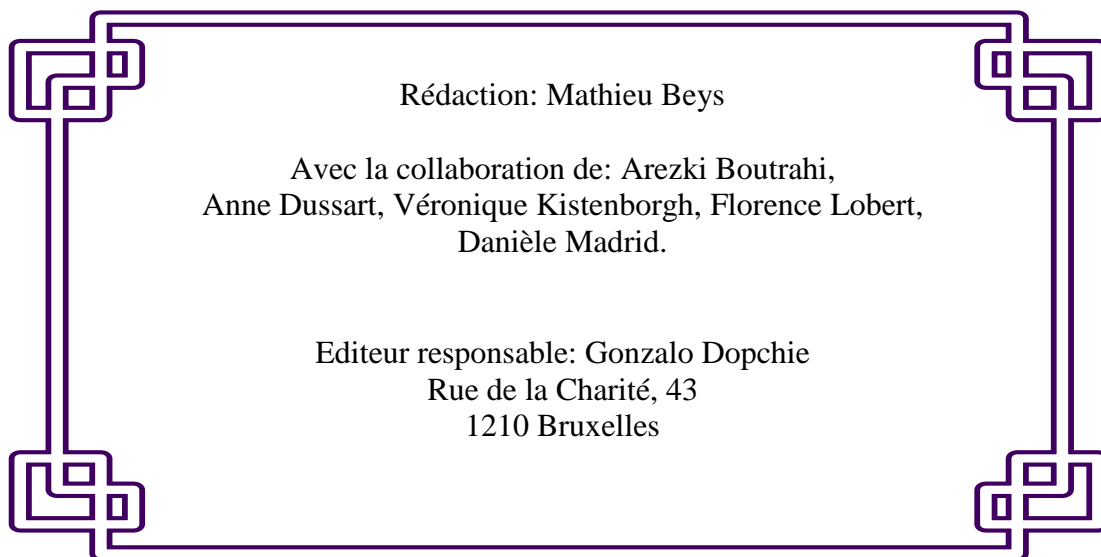 Rédaction: Mathieu Beys
Avec la collaboration de: Arezki Boutrahi,
Anne Dussart, Véronique Kistenborgh, Florence Lobert,
Danièle Madrid.
Editeur responsable: Gonzalo Dopchie
Rue de la Charité, 43
1210 Bruxelles